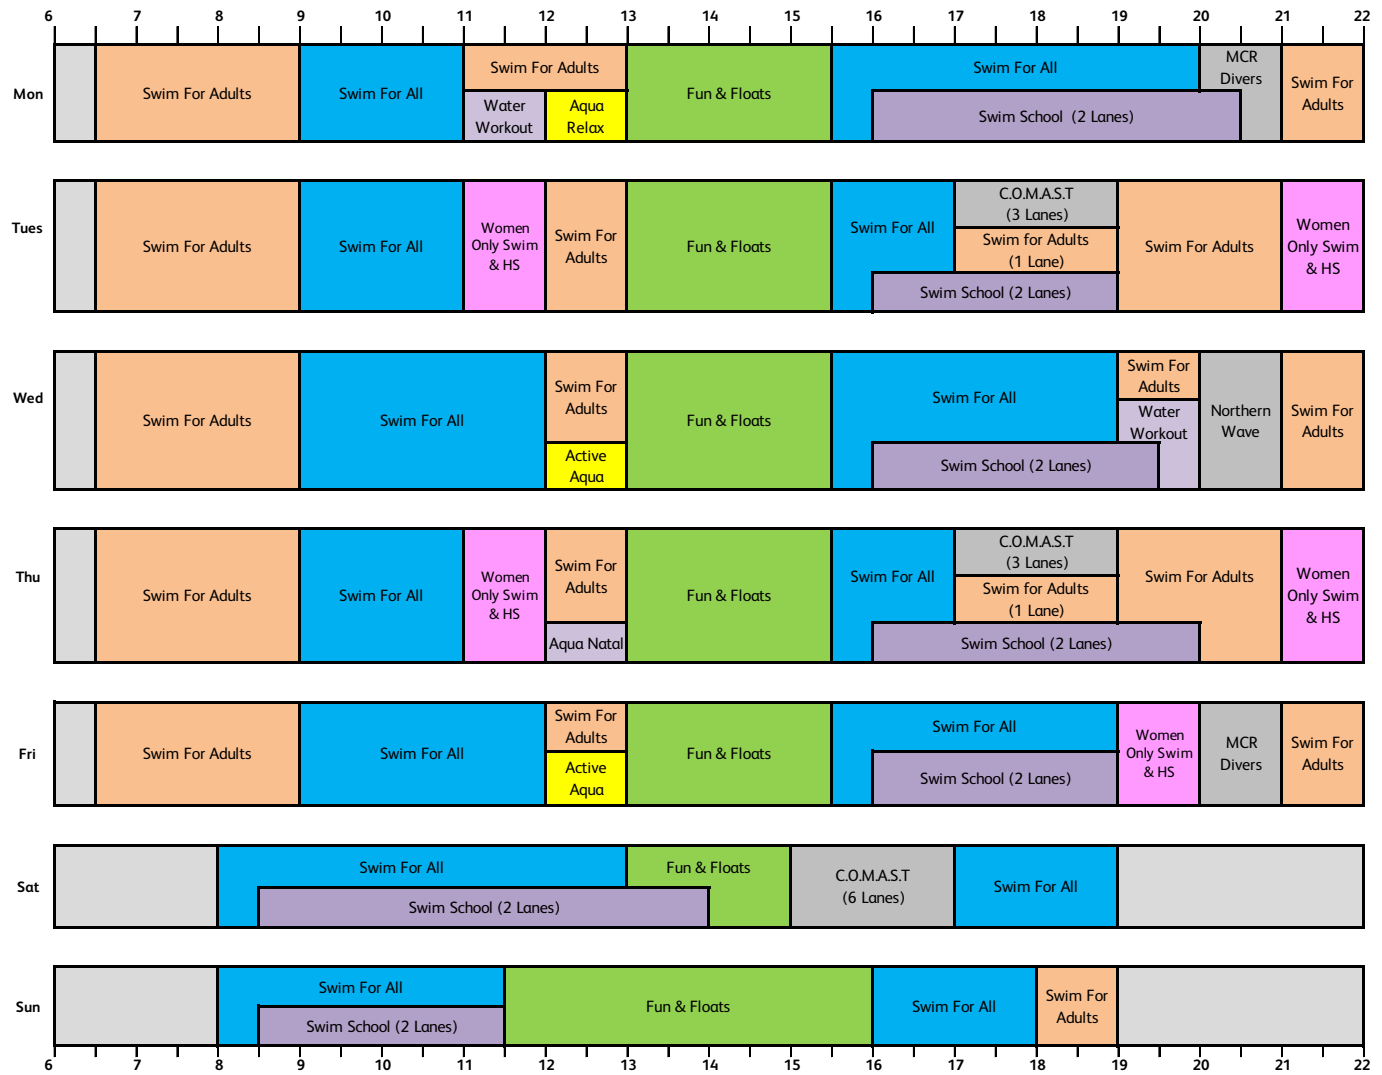 6 7 8 9 10 11 12 13 14 15 16 17 18 19 20 21 22
Mon
Swim For Adults
Swim For All
Swim For Adults
Water
Workout
Aqua
Relax
Fun & Floats
Swim For All
Swim School  (2 Lanes)
MCR
Divers
Swim For
Adults
Tues
Swim For Adults
Swim For All
Women
Only Swim
& HS
Swim For
Adults
Fun & Floats
Swim For All
C.O.M.A.S.T
(3 Lanes)
Swim for Adults
(1 Lane)
Swim School (2 Lanes)
Swim For Adults
Women
Only Swim
& HS
Wed
Swim For Adults
Swim For All
Swim For
Adults
Active
Aqua
Fun & Floats
Swim For All
Swim School (2 Lanes)
Swim For
Adults
Water
Workout
Northern
Wave
Swim For
Adults
Thu
Swim For Adults
Swim For All
Women
Only Swim
& HS
Swim For
Adults
Aqua Natal
Fun & Floats
Swim For All
C.O.M.A.S.T
(3 Lanes)
Swim for Adults
(1 Lane)
Swim School (2 Lanes)
Swim For Adults
Women
Only Swim
& HS
Fri
Swim For Adults
Swim For All
Swim For
Adults
Active
Aqua
Fun & Floats
Swim For All
Swim School (2 Lanes)
Women
Only Swim
& HS
MCR
Divers
Swim For
Adults
Sat
Swim For All
Swim School (2 Lanes)
Fun & Floats
C.O.M.A.S.T
(6 Lanes)
Swim For All
Sun
Swim For All
Swim School (2 Lanes)
Fun & Floats
Swim For All
Swim For
Adults
6 7 8 9 10 11 12 13 14 15 16 17 18 19 20 21 22